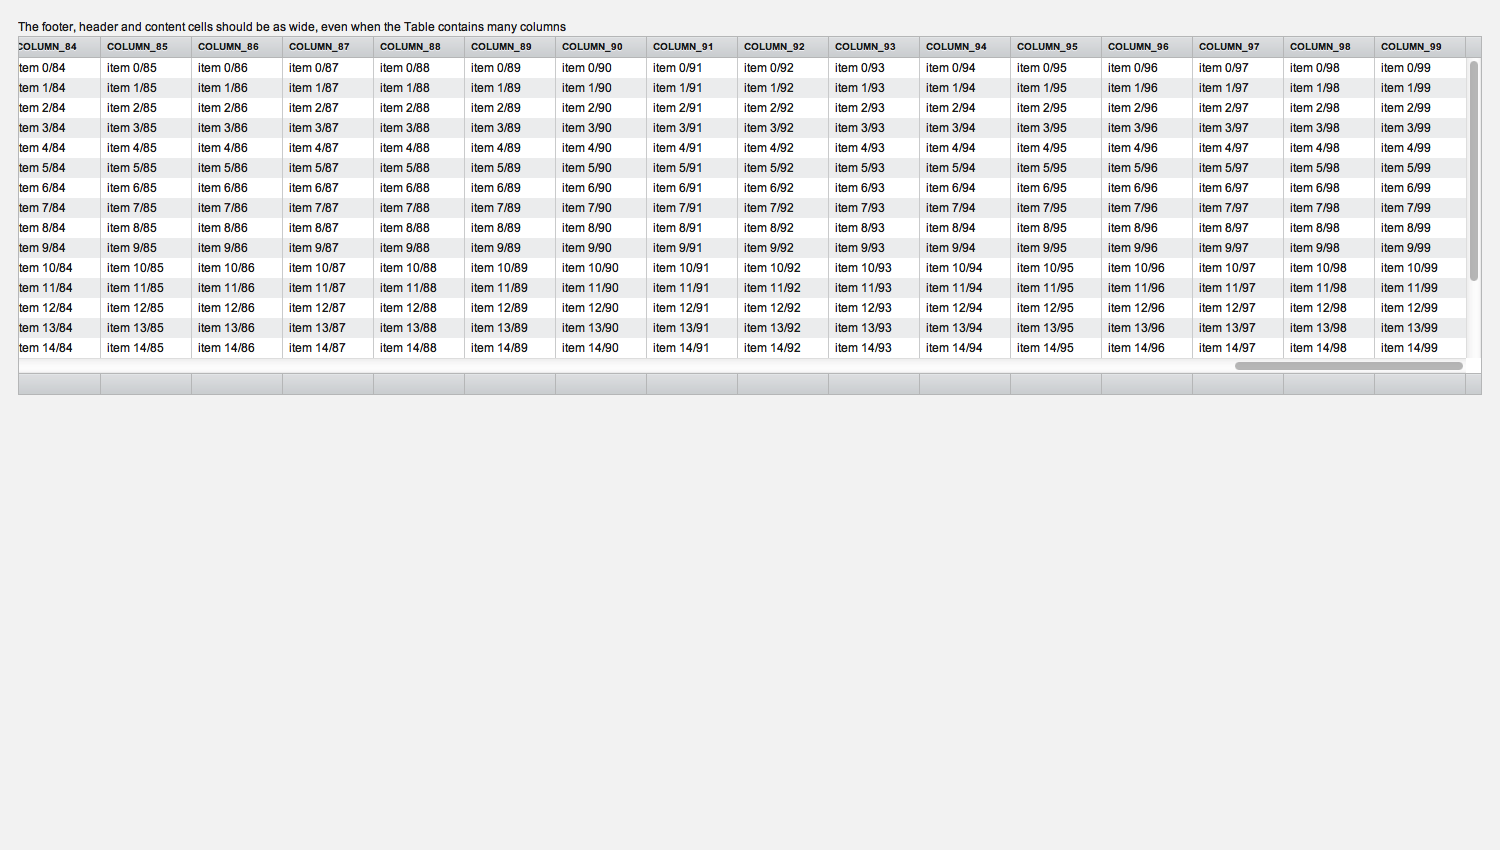 The footer, header and content cells should be as wide, even when the Table contains many columns
COLUMN_84 COLUMN_85 COLUMN_86 COLUMN_87 COLUMN_88 COLUMN_89 COLUMN_90 COLUMN_91 COLUMN_92 COLUMN_93 COLUMN_94 COLUMN_95 COLUMN_96 COLUMN_97 COLUMN_98 COLUMN_99
tem 0/84 item 0/85 item 0/86 item 0/87 item 0/88 item 0/89 item 0/90 item 0/91 item 0/92 item 0/93 item 0/94 item 0/95 item 0/96 item 0/97 item 0/98 item 0/99
tem 1/84 item 1/85 item 1/86 item 1/87 item 1/88 item 1/89 item 1/90 item 1/91 item 1/92 item 1/93 item 1/94 item 1/95 item 1/96 item 1/97 item 1/98 item 1/99
tem 2/84 item 2/85 item 2/86 item 2/87 item 2/88 item 2/89 item 2/90 item 2/91 item 2/92 item 2/93 item 2/94 item 2/95 item 2/96 item 2/97 item 2/98 item 2/99
tem 3/84 item 3/85 item 3/86 item 3/87 item 3/88 item 3/89 item 3/90 item 3/91 item 3/92 item 3/93 item 3/94 item 3/95 item 3/96 item 3/97 item 3/98 item 3/99
tem 4/84 item 4/85 item 4/86 item 4/87 item 4/88 item 4/89 item 4/90 item 4/91 item 4/92 item 4/93 item 4/94 item 4/95 item 4/96 item 4/97 item 4/98 item 4/99
tem 5/84 item 5/85 item 5/86 item 5/87 item 5/88 item 5/89 item 5/90 item 5/91 item 5/92 item 5/93 item 5/94 item 5/95 item 5/96 item 5/97 item 5/98 item 5/99
tem 6/84 item 6/85 item 6/86 item 6/87 item 6/88 item 6/89 item 6/90 item 6/91 item 6/92 item 6/93 item 6/94 item 6/95 item 6/96 item 6/97 item 6/98 item 6/99
tem 7/84 item 7/85 item 7/86 item 7/87 item 7/88 item 7/89 item 7/90 item 7/91 item 7/92 item 7/93 item 7/94 item 7/95 item 7/96 item 7/97 item 7/98 item 7/99
tem 8/84 item 8/85 item 8/86 item 8/87 item 8/88 item 8/89 item 8/90 item 8/91 item 8/92 item 8/93 item 8/94 item 8/95 item 8/96 item 8/97 item 8/98 item 8/99
tem 9/84 item 9/85 item 9/86 item 9/87 item 9/88 item 9/89 item 9/90 item 9/91 item 9/92 item 9/93 item 9/94 item 9/95 item 9/96 item 9/97 item 9/98 item 9/99
tem 10/84 item 10/85 item 10/86 item 10/87 item 10/88 item 10/89 item 10/90 item 10/91 item 10/92 item 10/93 item 10/94 item 10/95 item 10/96 item 10/97 item 10/98 item 10/99
tem 11/84 item 11/85 item 11/86 item 11/87 item 11/88 item 11/89 item 11/90 item 11/91 item 11/92 item 11/93 item 11/94 item 11/95 item 11/96 item 11/97 item 11/98 item 11/99
tem 12/84 item 12/85 item 12/86 item 12/87 item 12/88 item 12/89 item 12/90 item 12/91 item 12/92 item 12/93 item 12/94 item 12/95 item 12/96 item 12/97 item 12/98 item 12/99
tem 13/84 item 13/85 item 13/86 item 13/87 item 13/88 item 13/89 item 13/90 item 13/91 item 13/92 item 13/93 item 13/94 item 13/95 item 13/96 item 13/97 item 13/98 item 13/99
tem 14/84 item 14/85 item 14/86 item 14/87 item 14/88 item 14/89 item 14/90 item 14/91 item 14/92 item 14/93 item 14/94 item 14/95 item 14/96 item 14/97 item 14/98 item 14/99